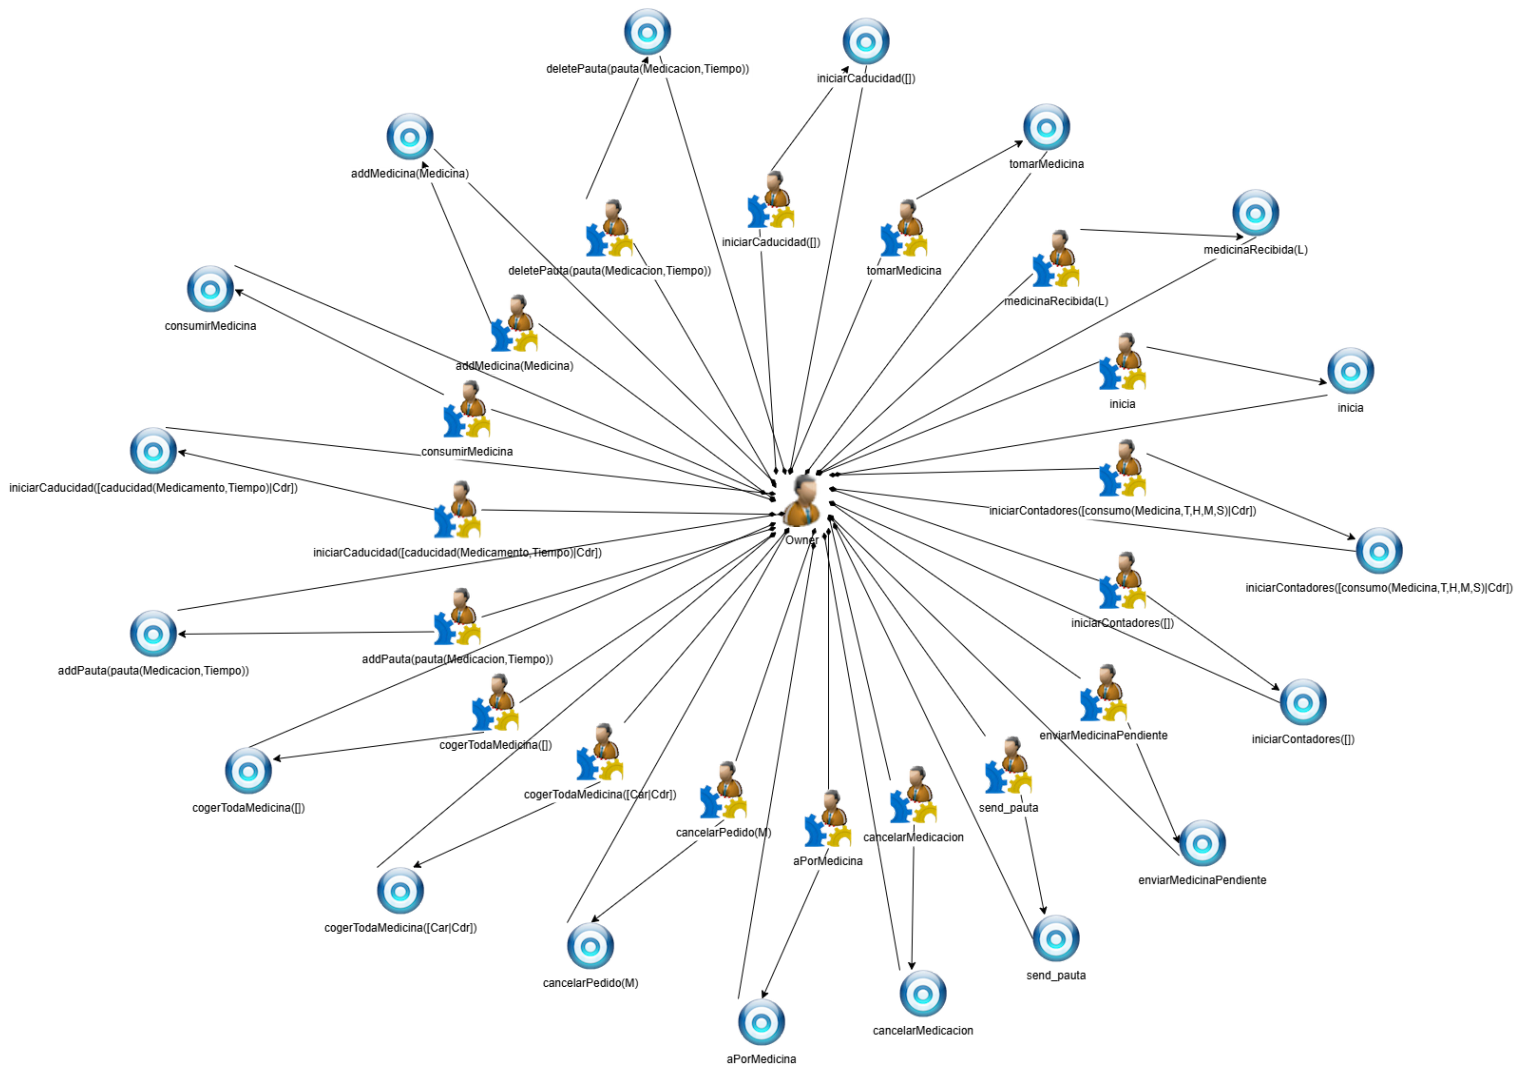 deletePauta(pauta(Medicacion,Tiempo))
iniciarCaducidad([])
tomarMedicina
addMedicina(Medicina)
iniciarCaducidad([])
medicinaRecibida(L)
deletePauta(pauta(Medicacion,Tiempo))
tomarMedicina
medicinaRecibida(L)
consumirMedicina
addMedicina(Medicina)
inicia
inicia
consumirMedicina
iniciarCaducidad([caducidad(Medicamento,Tiempo)|Cdr])
iniciarContadores([consumo(Medicina,T,H,M,S)|Cdr])
Owner
iniciarCaducidad([caducidad(Medicamento,Tiempo)|Cdr])
iniciarContadores([consumo(Medicina,T,H,M,S)|Cdr])
iniciarContadores([])
addPauta(pauta(Medicacion,Tiempo))
addPauta(pauta(Medicacion,Tiempo))
enviarMedicinaPendiente
iniciarContadores([])
cogerTodaMedicina([])
cogerTodaMedicina([Car|Cdr])
cogerTodaMedicina([])
send_pauta
cancelarPedido(M)
cancelarMedicacion
aPorMedicina
enviarMedicinaPendiente
cogerTodaMedicina([Car|Cdr])
send_pauta
cancelarPedido(M)
cancelarMedicacion
aPorMedicina